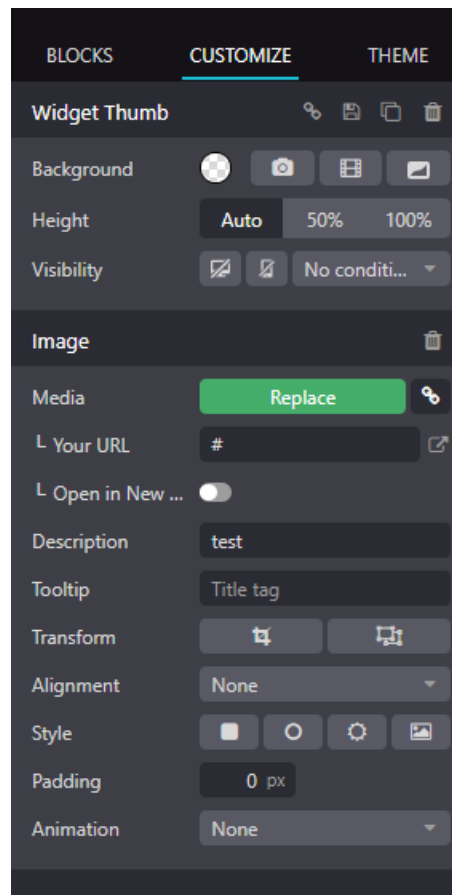 BLOCKS CUSTOMIZE THEME
Widget Thumb
Background
Height Auto 50% 100%
Visibility No conditi...
Image
Media Replace
Your URL #
Open in New ...
Description test
Tooltip Title tag
Transform
Alignment None
Style
Padding 0 px
Animation None